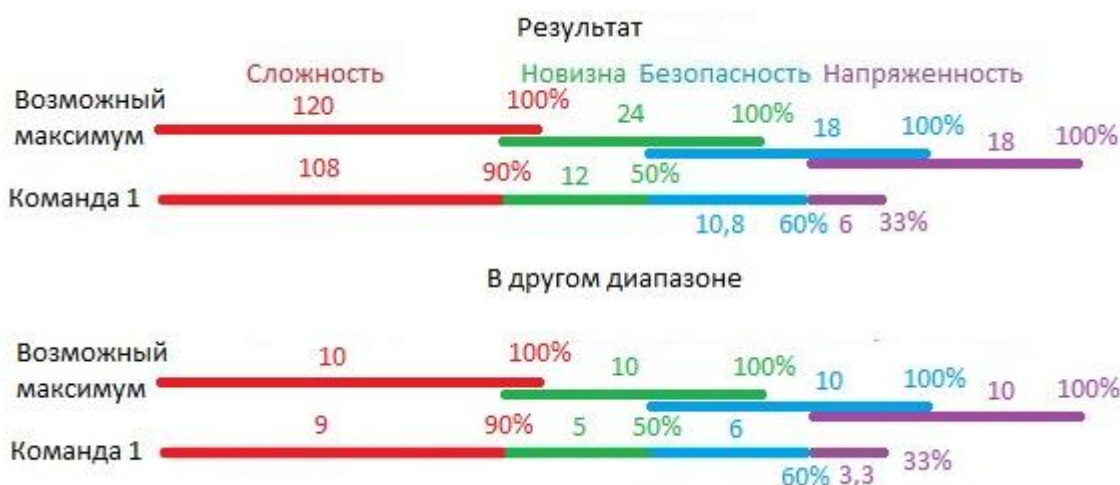 Результат
Сложность Новизна Безопасность Напряженность
Возможный максимум
120 100% 24 100% 18 100% 18 100%
Команда 1
108 90% 12 50%
10,8 60% 6 33%
В другом диапазоне
Возможный максимум
10 100% 10 100% 10 100% 10 100%
Команда 1
9 90% 5 50% 6 33%
60% 3,3